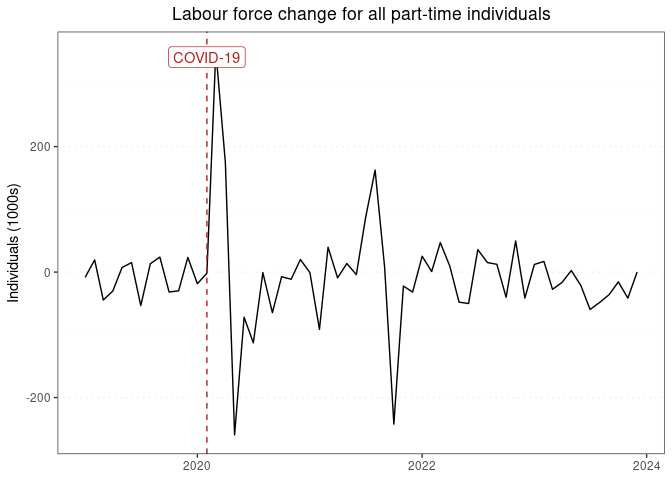 Labour force change for all part-time individuals
COVID-19
200
0
-200
Individuals (1000s)
2020
2022
2024